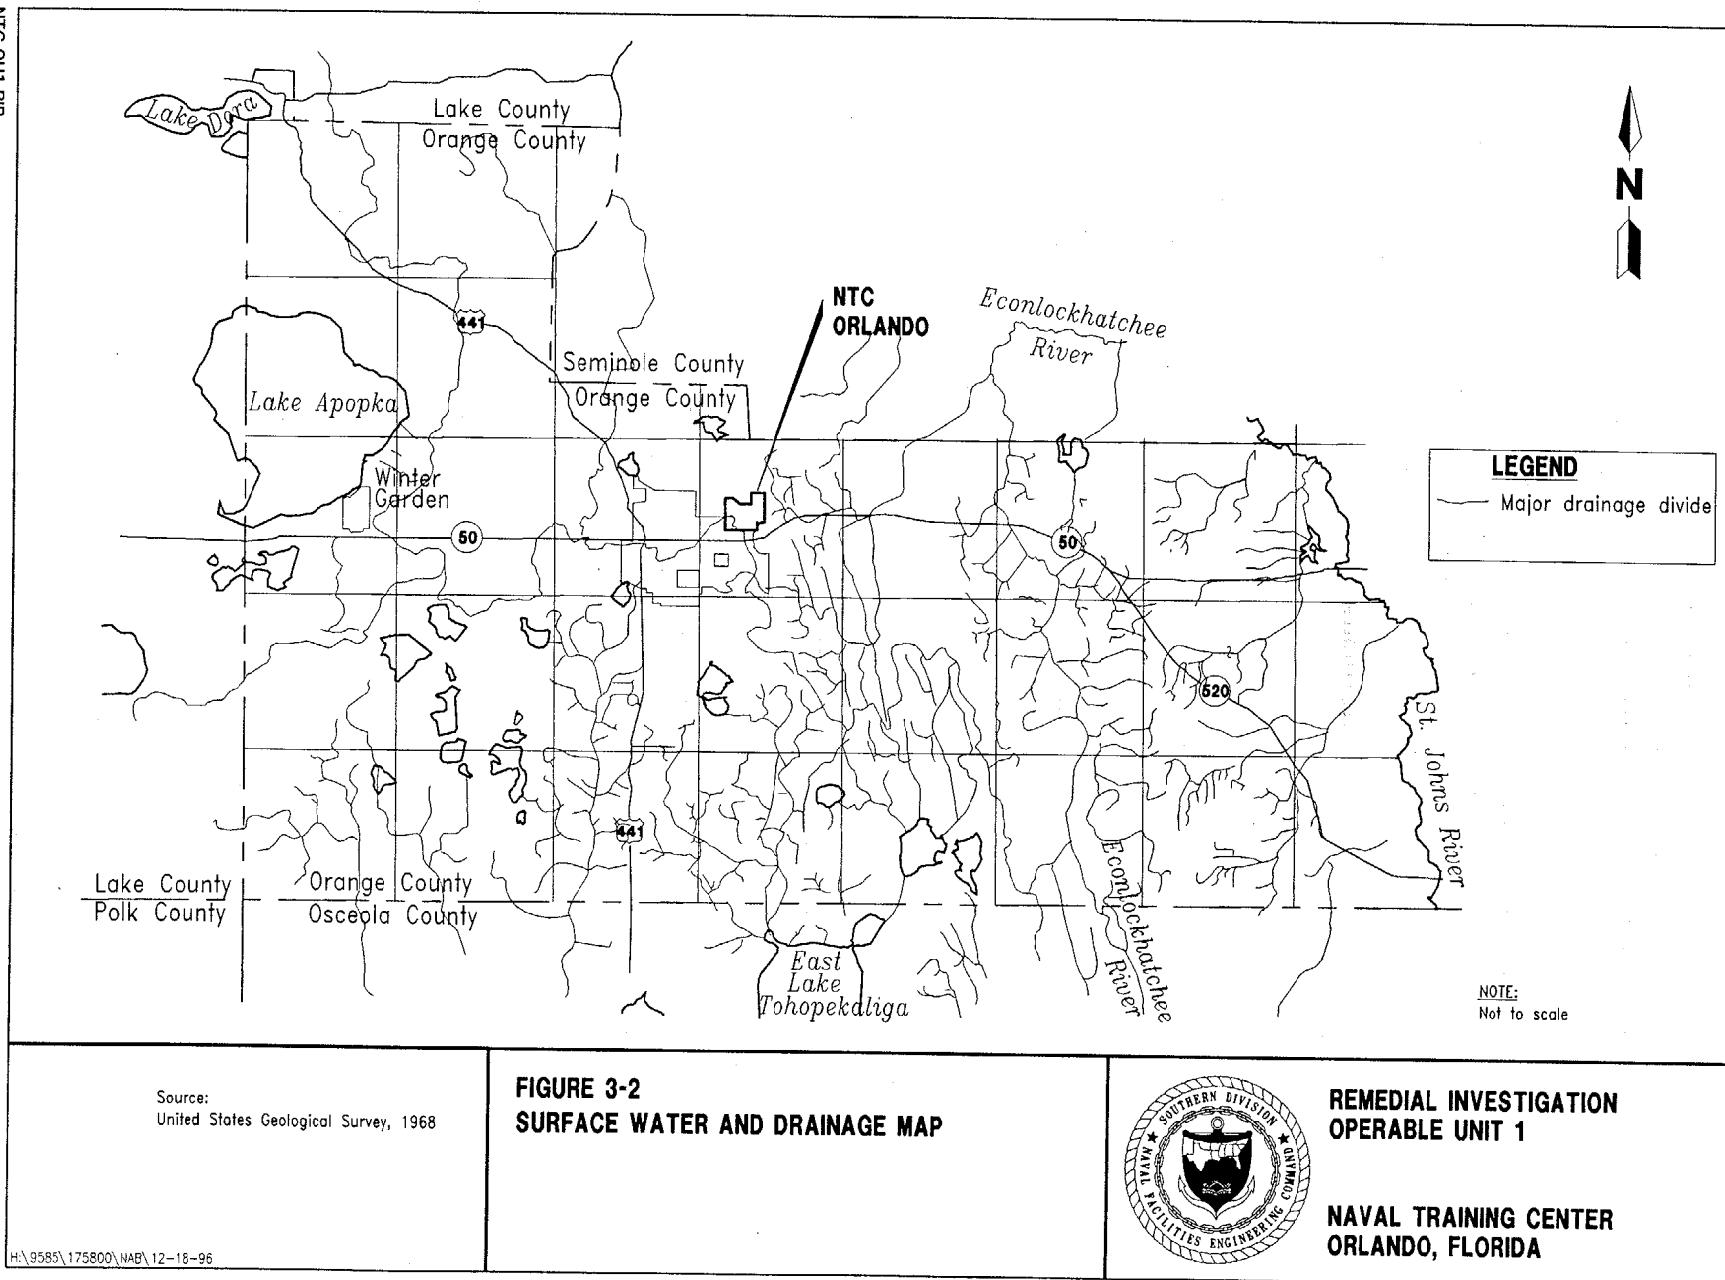 Lake Dora
Lake County
Orange County
N
NTC
ORLANDO
Econlockhatchee
River
441
Seminole County
Orange County
Lake Apopka
Winter
Garden
50
50
LEGEND
Major drainage divide
520
St. Johns River
441
Lake County
Polk County
Orange County
Osceola County
Econlockhatchee
River
East
Lake
Tohopekaliga
NOTE:
Not to scale
Source:
United States Geological Survey, 1968
H:\9585\175800\NAB\12-18-96
FIGURE 3-2
SURFACE WATER AND DRAINAGE MAP
SOUTHERN DIVISION
NAVAL FACILITIES ENGINEERING COMMAND
REMEDIAL INVESTIGATION
OPERABLE UNIT 1
NAVAL TRAINING CENTER
ORLANDO, FLORIDA